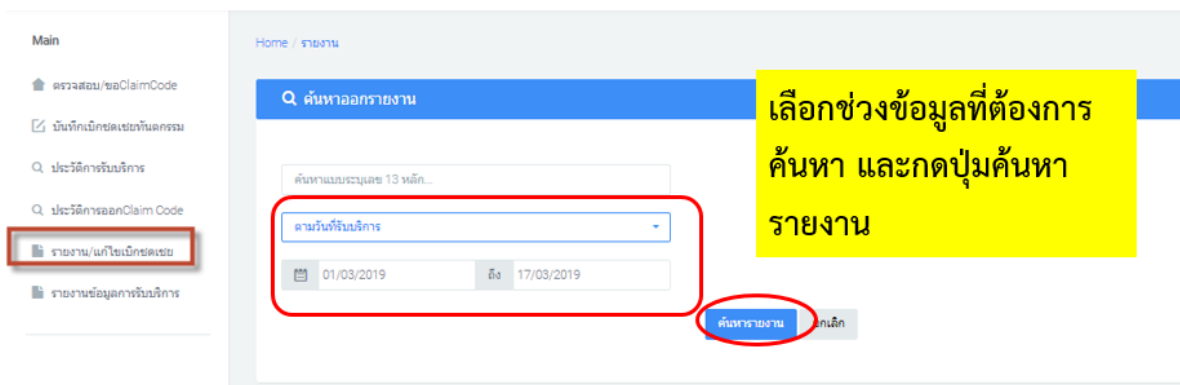 Main
ตรวจสอบ/ขอClaimCode
บันทึกเบิกชดเชยทันตกรรม
ประวัติการรับบริการ
ประวัติการออกClaim Code
รายงาน/แก้ไขเบิกชดเชย
รายงานข้อมูลการรับบริการ
Home / รายงาน
ค้นหาออกรายงาน
ค้นหาแบบระบุเลข 13 หลัก...
ตามวันที่รับบริการ
01/03/2019 ถึง 17/03/2019
ค้นหารายงาน ยกเลิก
เลือกช่วงข้อมูลที่ต้องการ
ค้นหา และกดปุ่มค้นหา
รายงาน